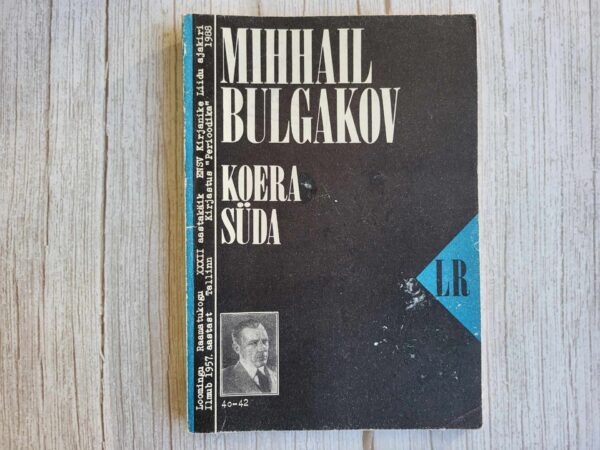 MIHHAIL
BULGAKOV
KOERA
SÜDA
LR
40-42
Loomingu Raamatukogu XXXII aastakäik ENSV Kirjanike Liidu ajakiri
Ilmub 1957. aastast Tallinn Kirjastus "Perioodika" 1988